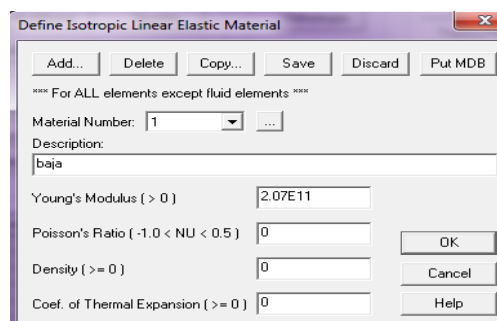 Define Isotropic Linear Elastic Material
Add... Delete Copy... Save Discard Put MDB
*** For ALL elements except fluid elements ***
Material Number: 1 ...
Description:
baja
Young's Modulus ( > 0 ) 2.07E11
Poisson's Ratio ( -1.0 < NU < 0.5 ) 0
OK
Density ( >= 0 ) 0
Cancel
Coef. of Thermal Expansion ( >= 0 ) 0
Help